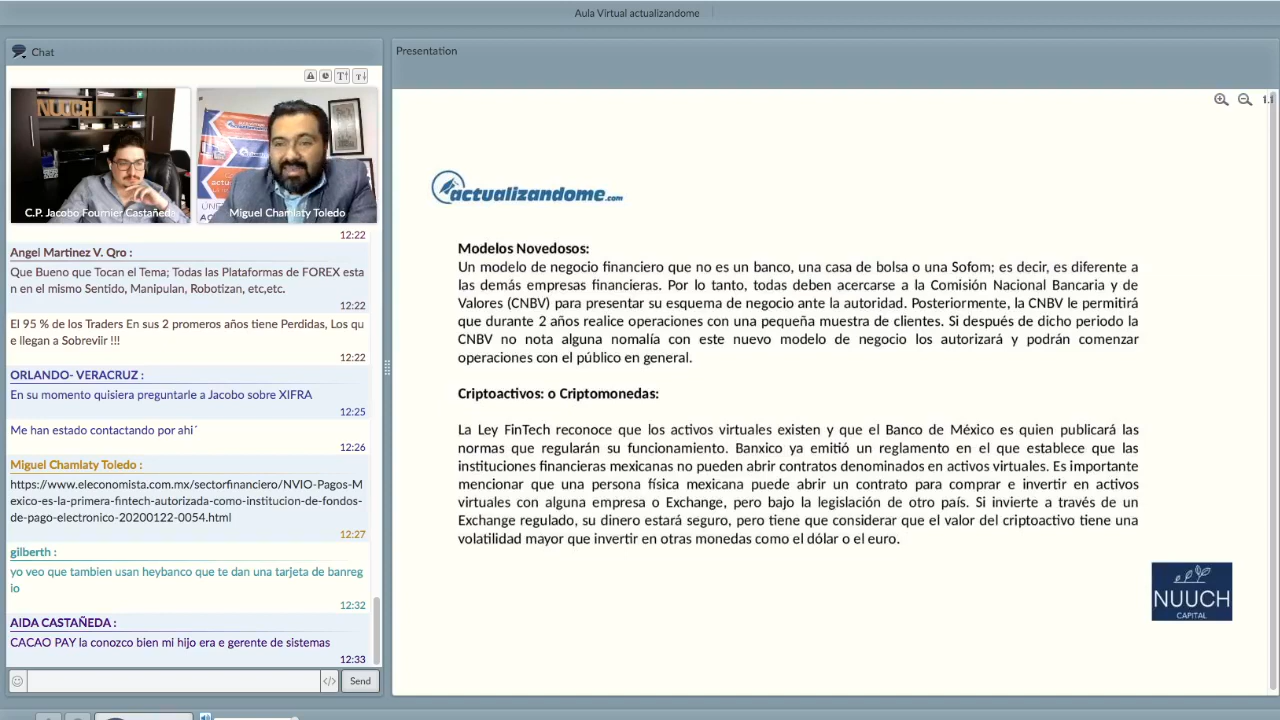 Aula Virtual actualizandome
Chat
NUUCH
C.P. Jacobo Fournier Castañeda
Miguel Chamlaty Toledo
12:22
Angel Martinez V. Qro :
Que Bueno que Tocan el Tema; Todas las Plataformas de FOREX esta
n en el mismo Sentido, Manipulan, Robotizan, etc,etc.
12:22
El 95 % de los Traders En sus 2 promeros años tiene Perdidas, Los qu
e llegan a Sobreviir !!!
12:22
ORLANDO- VERACRUZ :
En su momento quisiera preguntarle a Jacobo sobre XIFRA
12:25
Me han estado contactando por ahi´
12:26
Miguel Chamlaty Toledo :
https://www.eleconomista.com.mx/sectorfinanciero/NVIO-Pagos-M
exico-es-la-primera-fintech-autorizada-como-institucion-de-fondos-
de-pago-electronico-20200122-0054.html
12:27
gilberth :
yo veo que tambien usan heybanco que te dan una tarjeta de banreg
io
12:32
AIDA CASTAÑEDA :
CACAO PAY la conozco bien mi hijo era e gerente de sistemas
12:33
Send
Presentation
actualizandome.com
Modelos Novedosos:
Un modelo de negocio financiero que no es un banco, una casa de bolsa o una Sofom; es decir, es diferente a
las demás empresas financieras. Por lo tanto, todas deben acercarse a la Comisión Nacional Bancaria y de
Valores (CNBV) para presentar su esquema de negocio ante la autoridad. Posteriormente, la CNBV le permitirá
que durante 2 años realice operaciones con una pequeña muestra de clientes. Si después de dicho periodo la
CNBV no nota alguna nomalía con este nuevo modelo de negocio los autorizará y podrán comenzar
operaciones con el público en general.
Criptoactivos: o Criptomonedas:
La Ley FinTech reconoce que los activos virtuales existen y que el Banco de México es quien publicará las
normas que regularán su funcionamiento. Banxico ya emitió un reglamento en el que establece que las
instituciones financieras mexicanas no pueden abrir contratos denominados en activos virtuales. Es importante
mencionar que una persona física mexicana puede abrir un contrato para comprar e invertir en activos
virtuales con alguna empresa o Exchange, pero bajo la legislación de otro país. Si invierte a través de un
Exchange regulado, su dinero estará seguro, pero tiene que considerar que el valor del criptoactivo tiene una
volatilidad mayor que invertir en otras monedas como el dólar o el euro.
NUUCH
CAPITAL